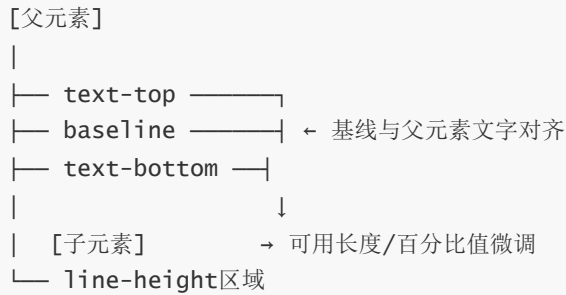 [父元素]
│
├── text-top ──────┐
├── baseline ──────┤ ← 基线与父元素文字对齐
├── text-bottom ──┤
│                 ↓
│  [子元素]       → 可用长度/百分比值微调
└── line-height区域